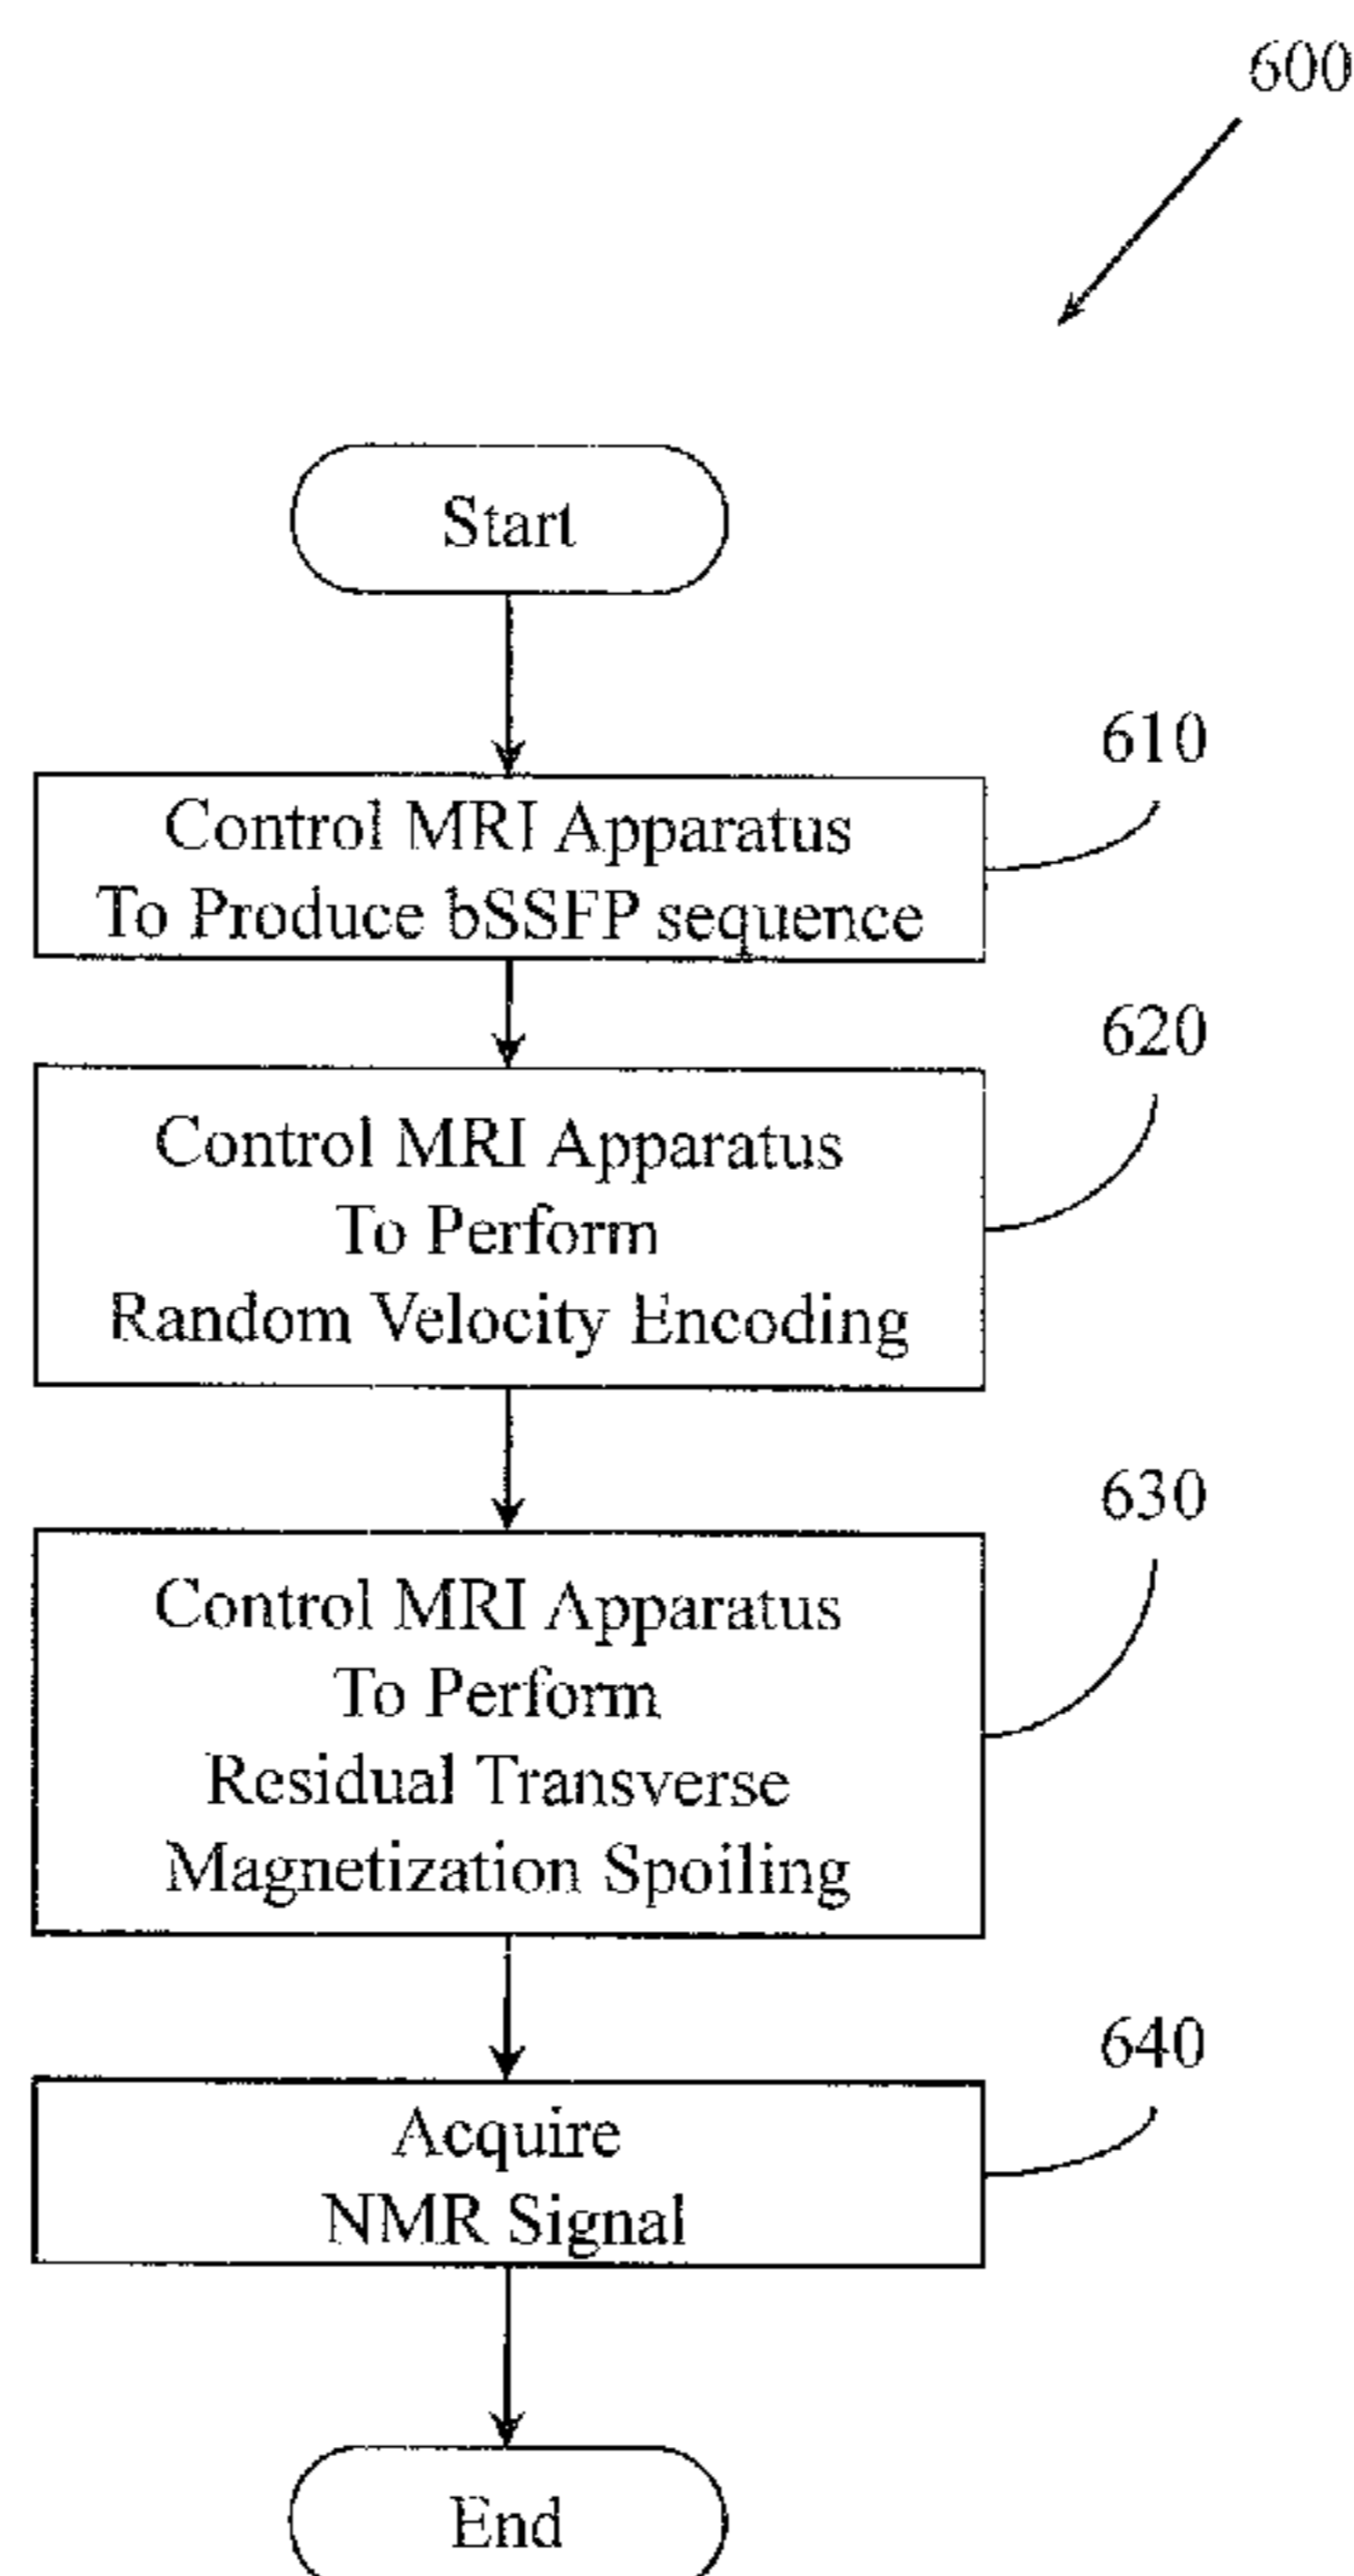 600
Start
610
Control MRI Apparatus
To Produce bSSFP sequence
620
Control MRI Apparatus
To Perform
Random Velocity Encoding
630
Control MRI Apparatus
To Perform
Residual Transverse
Magnetization Spoiling
640
Acquire
NMR Signal
End